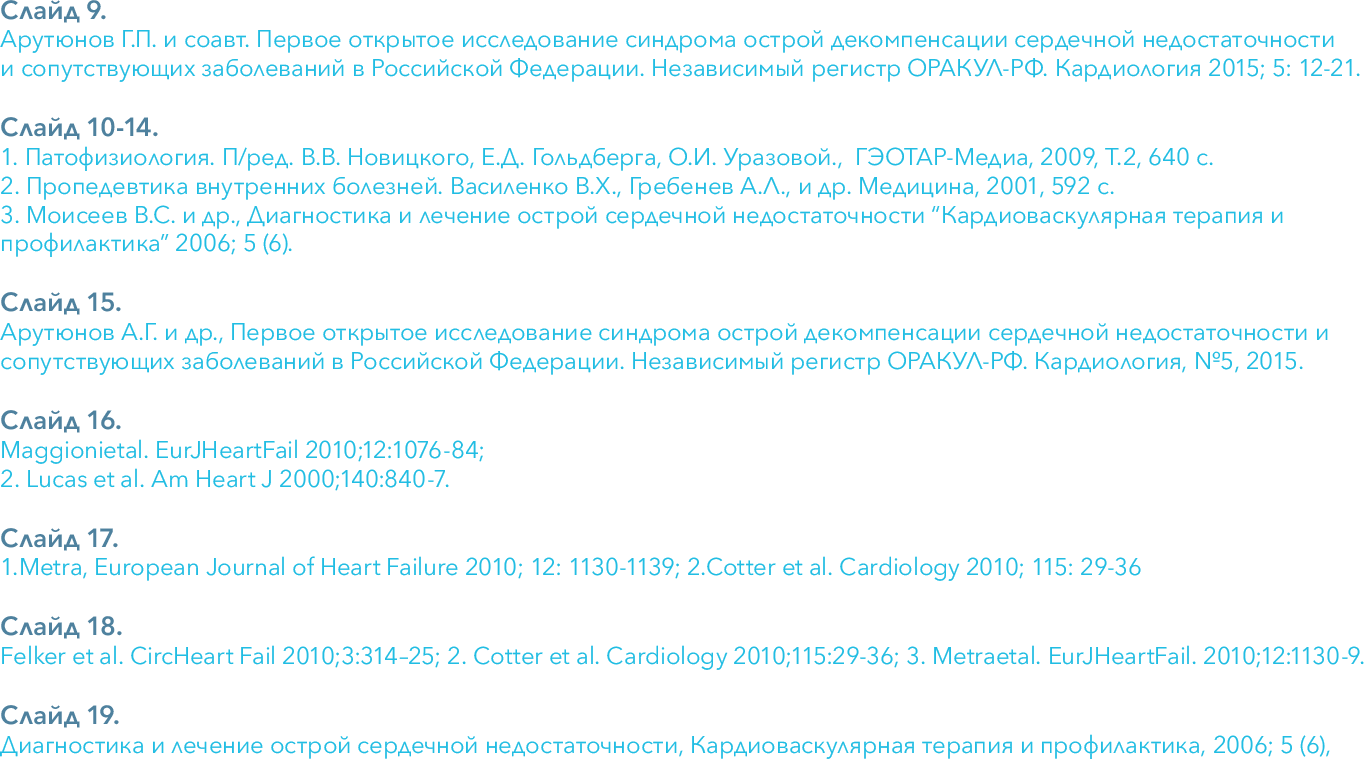 Слайд 9.
Арутюнов Г.П. и соавт. Первое открытое исследование синдрома острой декомпенсации сердечной недостаточности
и сопутствующих заболеваний в Российской Федерации. Независимый регистр ОРАКУЛ-РФ. Кардиология 2015; 5: 12-21.
Слайд 10-14.
1. Патофизиология. П/ред. В.В. Новицкого, Е.Д. Гольдберга, О.И. Уразовой., ГЭОТАР-Медиа, 2009, Т.2, 640 с.
2. Пропедевтика внутренних болезней. Василенко В.Х., Гребенев А.Л., и др. Медицина, 2001, 592 с.
3. Моисеев В.С. и др., Диагностика и лечение острой сердечной недостаточности “Кардиоваскулярная терапия и
профилактика” 2006; 5 (6).
Слайд 15.
Арутюнов А.Г. и др., Первое открытое исследование синдрома острой декомпенсации сердечной недостаточности и
сопутствующих заболеваний в Российской Федерации. Независимый регистр ОРАКУЛ-РФ. Кардиология, №5, 2015.
Слайд 16.
Maggionietal. EurJHeartFail 2010;12:1076-84;
2. Lucas et al. Am Heart J 2000;140:840-7.
Слайд 17.
1.Metra, European Journal of Heart Failure 2010; 12: 1130-1139; 2.Cotter et al. Cardiology 2010; 115: 29-36
Слайд 18.
Felker et al. CircHeart Fail 2010;3:314–25; 2. Cotter et al. Cardiology 2010;115:29-36; 3. Metraetal. EurJHeartFail. 2010;12:1130-9.
Слайд 19.
Диагностика и лечение острой сердечной недостаточности, Кардиоваскулярная терапия и профилактика, 2006; 5 (6),